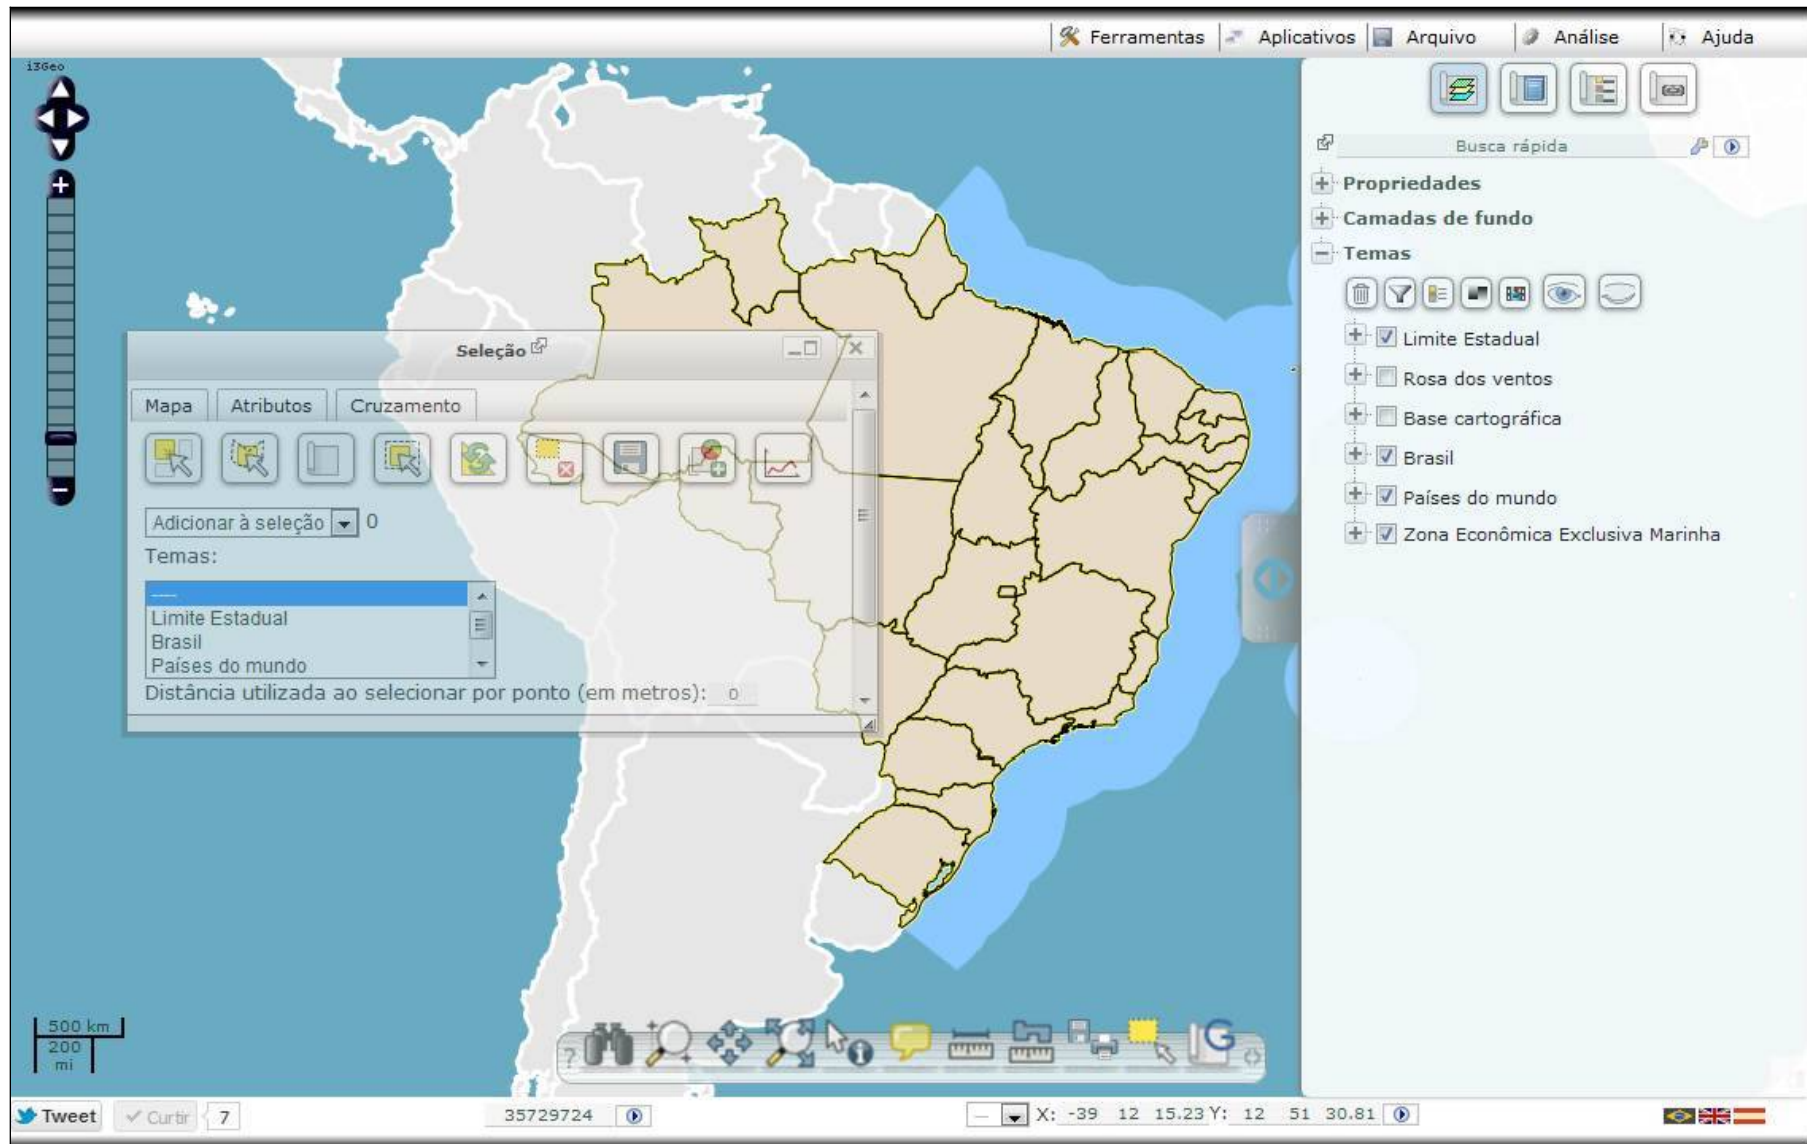 Ferramentas Aplicativos Arquivo Análise Ajuda
i3Geo
Busca rápida
Propriedades
Camadas de fundo
Temas
Limite Estadual
Rosa dos ventos
Base cartográfica
Brasil
Países do mundo
Zona Econômica Exclusiva Marinha
Seleção
Mapa Atributos Cruzamento
Adicionar à seleção 0
Temas:
----
Limite Estadual
Brasil
Países do mundo
Distância utilizada ao selecionar por ponto (em metros): 0
500 km
200
mi
? G
Tweet Curtir 7 35729724 — X: -39 12 15.23 Y: 12 51 30.81